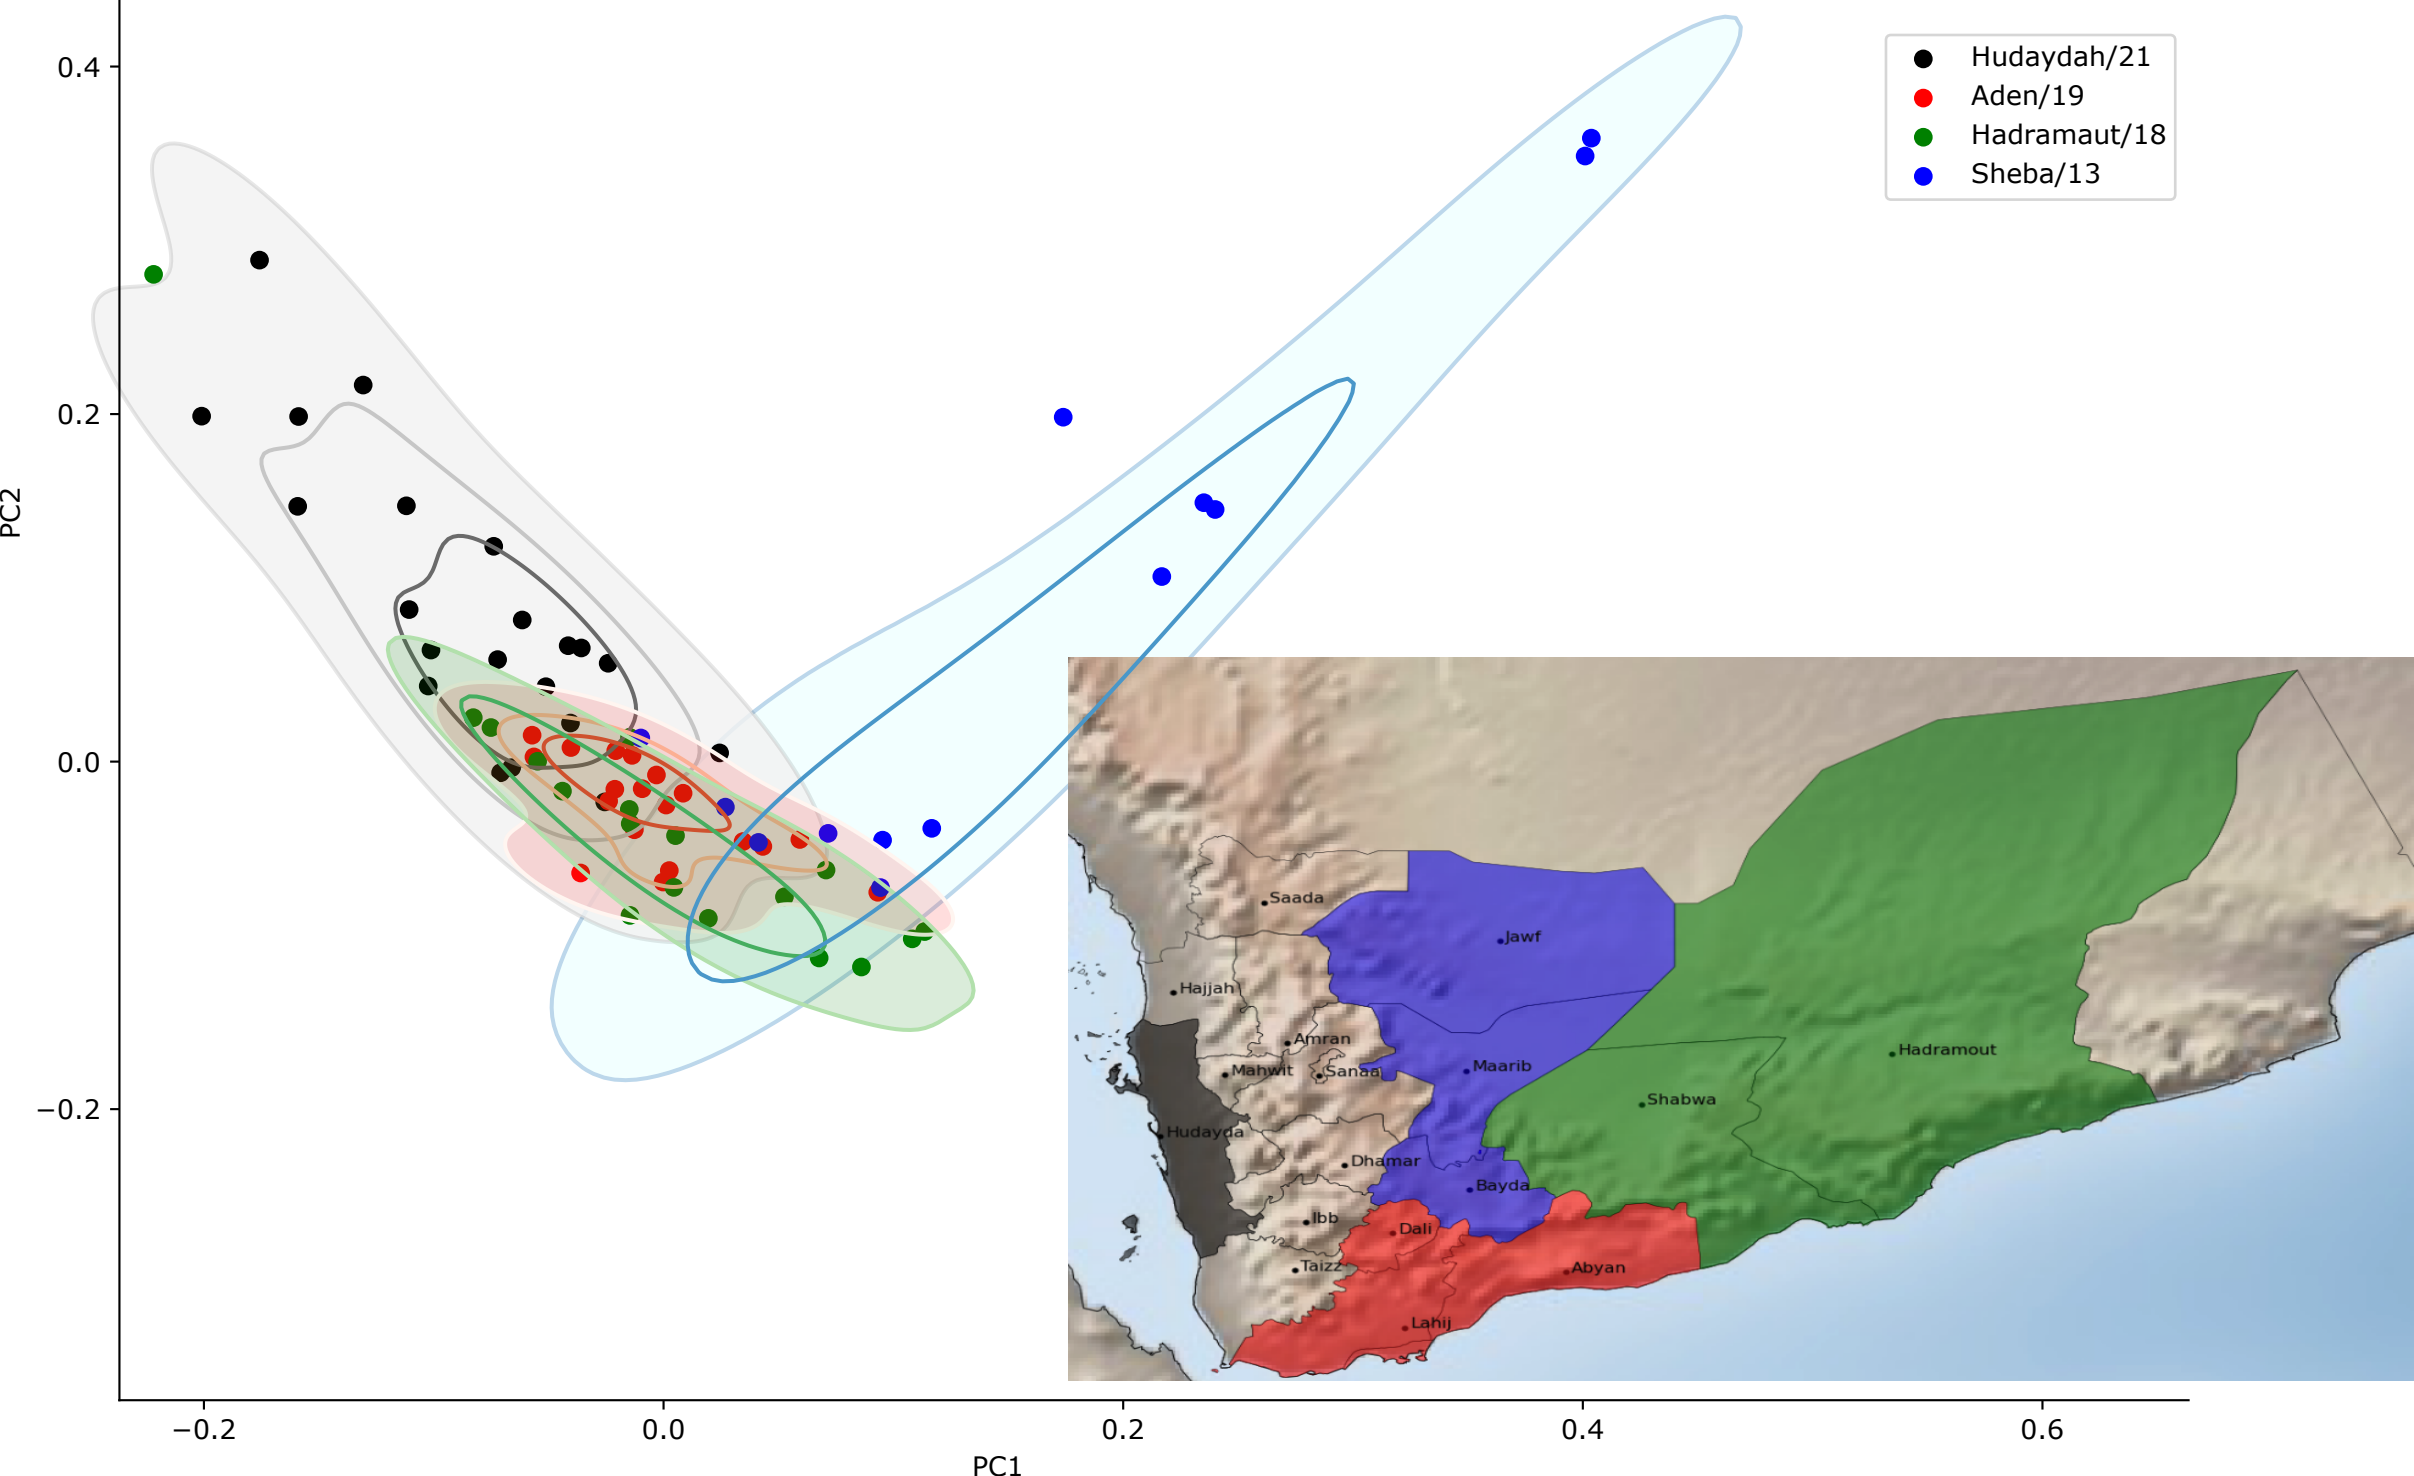 0.4
0.2
0.0
−0.2
PC2
−0.2
0.0
0.2
0.4
0.6
PC1
Hudaydah/21
Aden/19
Hadramaut/18
Sheba/13
Saada
Jawf
Hajjah
Amran
Mahwit
Sanaa
Maarib
Hadramout
Shabwa
Hudayda
Dhamar
Bayda
Ibb
Dali
Taizz
Abyan
Lahij